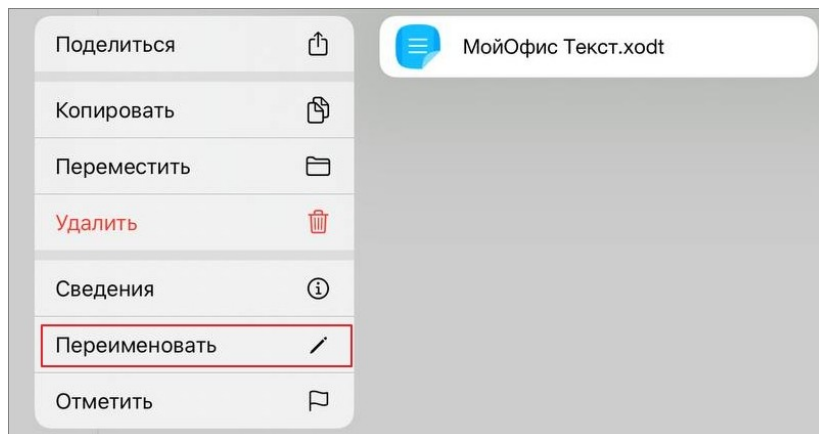 Поделиться
МойОфис Текст.xodt
Копировать
Переместить
Удалить
Сведения
Переименовать
Отметить